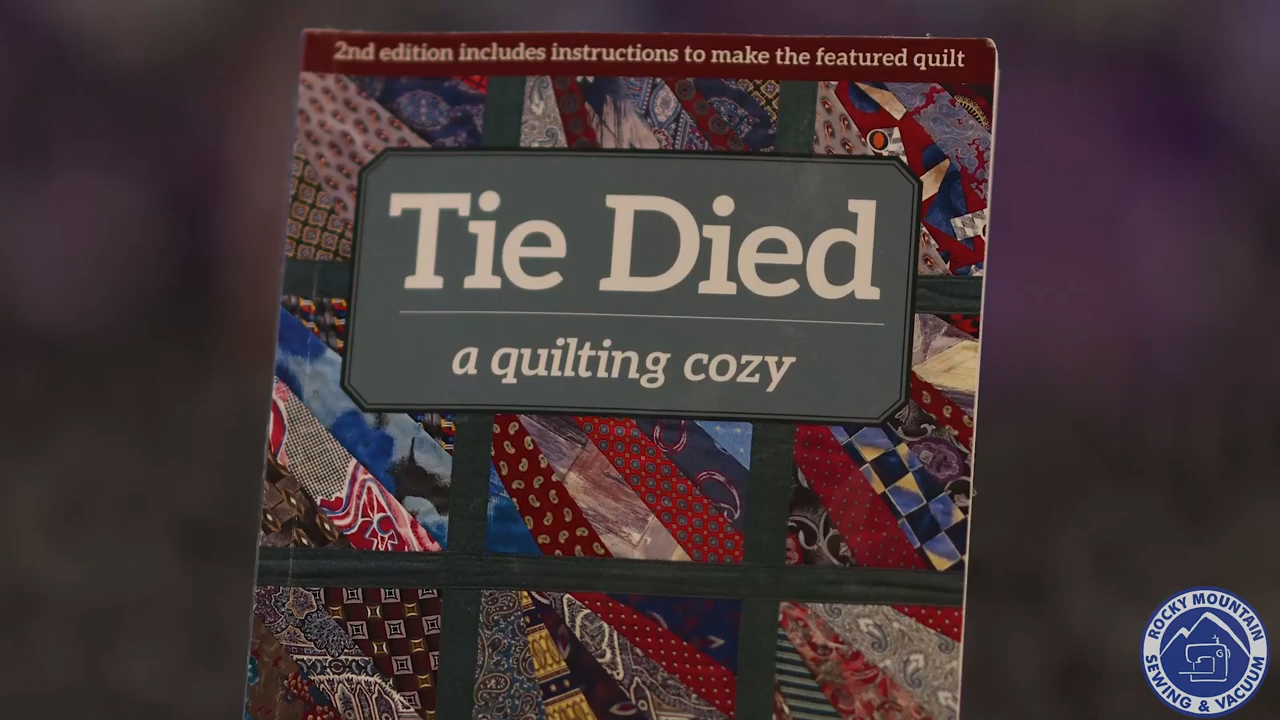 2nd edition includes instructions to make the featured quilt
Tie Died
a quilting cozy
ROCKY MOUNTAIN
SEWING & VACUUM